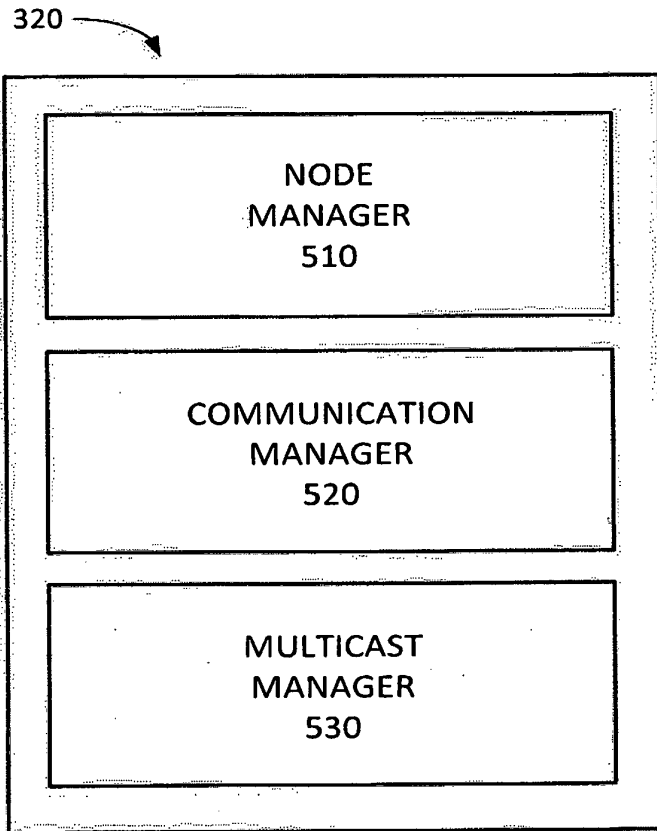 320
NODE
MANAGER
510
COMMUNICATION
MANAGER
520
MULTICAST
MANAGER
530